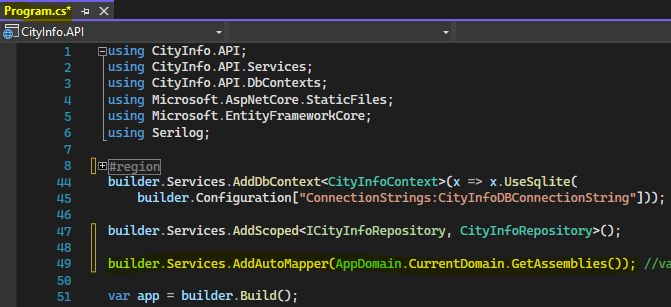 Program.cs*
CityInfo.API
1 using CityInfo.API;
2 using CityInfo.API.Services;
3 using CityInfo.API.DbContexts;
4 using Microsoft.AspNetCore.StaticFiles;
5 using Microsoft.EntityFrameworkCore;
6 using Serilog;
7
8 #region
44 builder.Services.AddDbContext<CityInfoContext>(x => x.UseSqlite(
45 builder.Configuration["ConnectionStrings:CityInfoDBConnectionString"]));
46
47 builder.Services.AddScoped<ICityInfoRepository, CityInfoRepository>();
48
49 builder.Services.AddAutoMapper(AppDomain.CurrentDomain.GetAssemblies()); //va
50
51 var app = builder.Build();